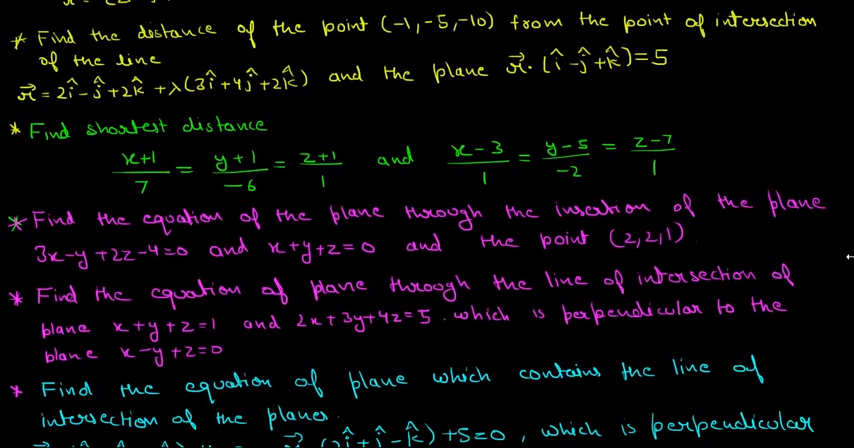 * Find the distance of the point (-1, -5, -10) from the point of intersection
of the line
r⃗ = 2î - ĵ + 2k̂ + λ(3î + 4ĵ + 2k̂) and the plane r⃗. (î - ĵ + k̂) = 5
* Find shortest distance
x+1/7 = y+1/-6 = z+1/1 and x-3/1 = y-5/-2 = z-7/1
* Find the equation of the plane through the insertion of the plane
3x-y+2z-4=0 and x+y+z=0 and the point (2,2,1)
* Find the equation of plane through the line of intersection of
plane x+y+z=1 and 2x+3y+4z=5. which is perpendicular to the
plane x-y+z=0
* Find the equation of plane which contains the line of
intersection of the planes.
(2î + ĵ - k̂) + 5 = 0, which is perpendicular